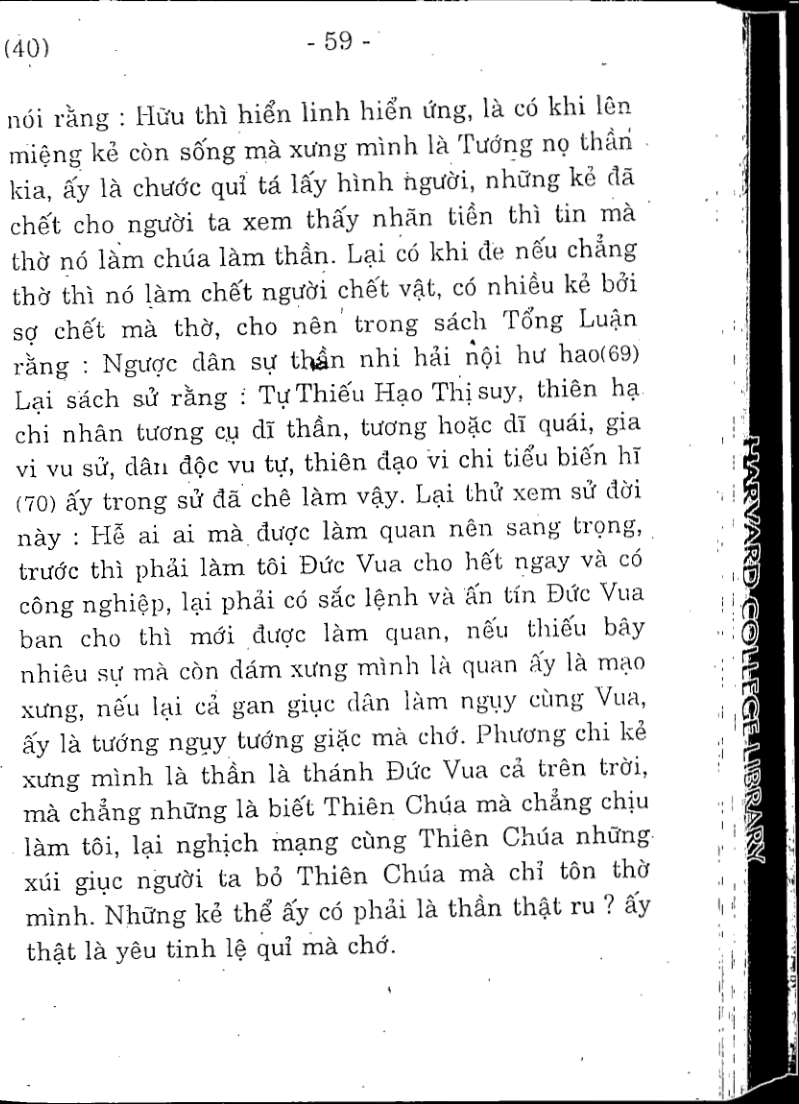 (40)
- 59 -
nói rằng : Hữu thì hiển linh hiển ứng, là có khi lên
miệng kẻ còn sống mà xưng mình là Tướng nọ thần
kia, ấy là chước quỉ tá lấy hình người, những kẻ đã
chết cho người ta xem thấy nhãn tiền thì tin mà
thờ nó làm chúa làm thần. Lại có khi đe nếu chẳng
thờ thì nó làm chết người chết vật, có nhiều kẻ bởi
sợ chết mà thờ, cho nên trong sách Tổng Luận
rằng : Ngược dân sự thần nhi hải nội hư hao(69)
Lại sách sử rằng : Tự Thiếu Hạo Thị suy, thiên hạ
chi nhân tương cụ dĩ thần, tương hoặc dĩ quái, gia
vi vu sử, dân độc vu tự, thiên đạo vi chi tiểu biến hĩ
(70) ấy trong sử đã chê làm vậy. Lại thử xem sử đời
này : Hễ ai ai mà được làm quan nên sang trọng,
trước thì phải làm tôi Đức Vua cho hết ngay và có
công nghiệp, lại phải có sắc lệnh và ấn tín Đức Vua
ban cho thì mới được làm quan, nếu thiếu bây
nhiêu sự mà còn dám xưng mình là quan ấy là mạo
xưng, nếu lại cả gan giục dân làm ngụy cùng Vua,
ấy là tướng ngụy tướng giặc mà chớ. Phương chi kẻ
xưng mình là thần là thánh Đức Vua cả trên trời,
mà chẳng những là biết Thiên Chúa mà chẳng chịu
làm tôi, lại nghịch mạng cùng Thiên Chúa những
xúi giục người ta bỏ Thiên Chúa mà chỉ tôn thờ
mình. Những kẻ thể ấy có phải là thần thật ru ? ấy
thật là yêu tinh lệ quỉ mà chớ.
HARVARD COLLEGE LIBRARY